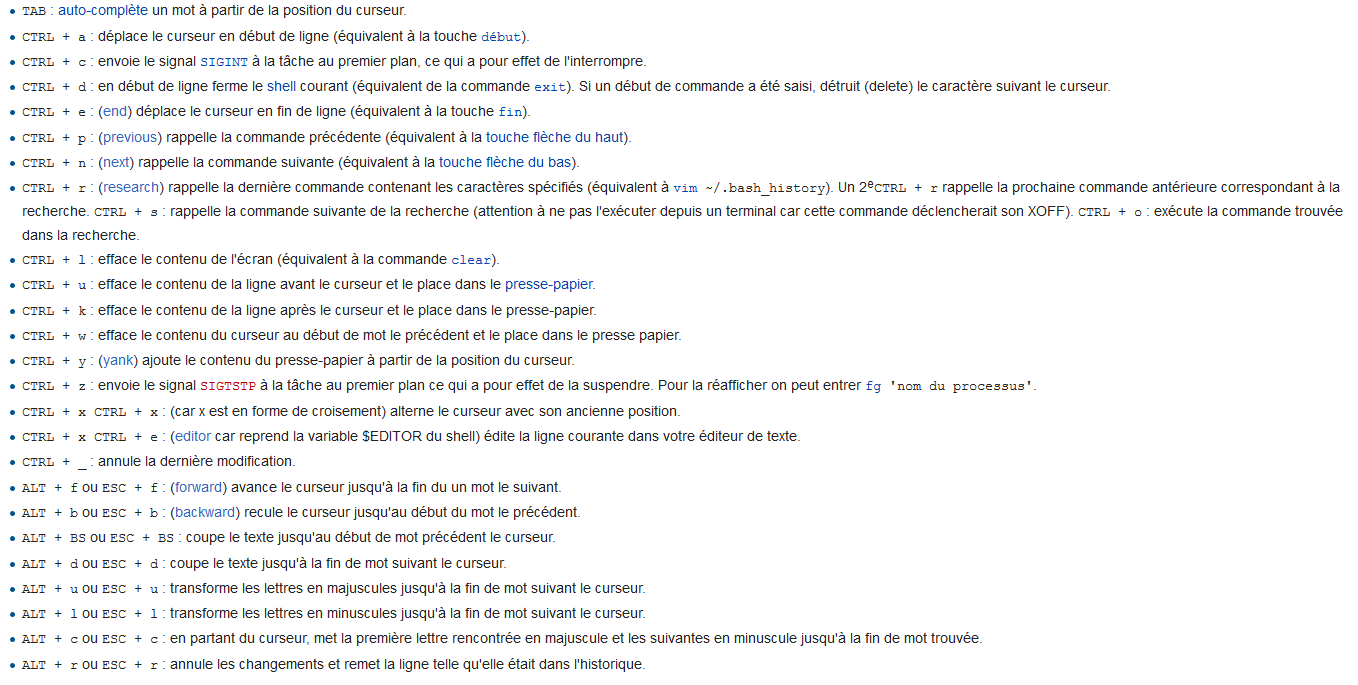 • TAB : auto-complète un mot à partir de la position du curseur.
• CTRL + a : déplace le curseur en début de ligne (équivalent à la touche début).
• CTRL + c : envoie le signal SIGINT à la tâche au premier plan, ce qui a pour effet de l'interrompre.
• CTRL + d : en début de ligne ferme le shell courant (équivalent de la commande exit). Si un début de commande a été saisi, détruit (delete) le caractère suivant le curseur.
• CTRL + e : (end) déplace le curseur en fin de ligne (équivalent à la touche fin).
• CTRL + p : (previous) rappelle la commande précédente (équivalent à la touche flèche du haut).
• CTRL + n : (next) rappelle la commande suivante (équivalent à la touche flèche du bas).
• CTRL + r : (research) rappelle la dernière commande contenant les caractères spécifiés (équivalent à vim ~/.bash_history). Un 2eCTRL + r rappelle la prochaine commande antérieure correspondant à la
recherche. CTRL + s : rappelle la commande suivante de la recherche (attention à ne pas l'exécuter depuis un terminal car cette commande déclencherait son XOFF). CTRL + o : exécute la commande trouvée
dans la recherche.
• CTRL + l : efface le contenu de l'écran (équivalent à la commande clear).
• CTRL + u : efface le contenu de la ligne avant le curseur et le place dans le presse-papier.
• CTRL + k : efface le contenu de la ligne après le curseur et le place dans le presse-papier.
• CTRL + w : efface le contenu du curseur au début de mot le précédent et le place dans le presse papier.
• CTRL + y : (yank) ajoute le contenu du presse-papier à partir de la position du curseur.
• CTRL + z : envoie le signal SIGTSTP à la tâche au premier plan ce qui a pour effet de la suspendre. Pour la réafficher on peut entrer fg 'nom du processus'.
• CTRL + x CTRL + x : (car x est en forme de croisement) alterne le curseur avec son ancienne position.
• CTRL + x CTRL + e : (editor car reprend la variable $EDITOR du shell) édite la ligne courante dans votre éditeur de texte.
• CTRL + _ : annule la dernière modification.
• ALT + f ou ESC + f : (forward) avance le curseur jusqu'à la fin du un mot le suivant.
• ALT + b ou ESC + b : (backward) recule le curseur jusqu'au début du mot le précédent.
• ALT + BS ou ESC + BS : coupe le texte jusqu'au début de mot précédent le curseur.
• ALT + d ou ESC + d : coupe le texte jusqu'à la fin de mot suivant le curseur.
• ALT + u ou ESC + u : transforme les lettres en majuscules jusqu'à la fin de mot suivant le curseur.
• ALT + l ou ESC + l : transforme les lettres en minuscules jusqu'à la fin de mot suivant le curseur.
• ALT + c ou ESC + c : en partant du curseur, met la première lettre rencontrée en majuscule et les suivantes en minuscule jusqu'à la fin de mot trouvée.
• ALT + r ou ESC + r : annule les changements et remet la ligne telle qu'elle était dans l'historique.